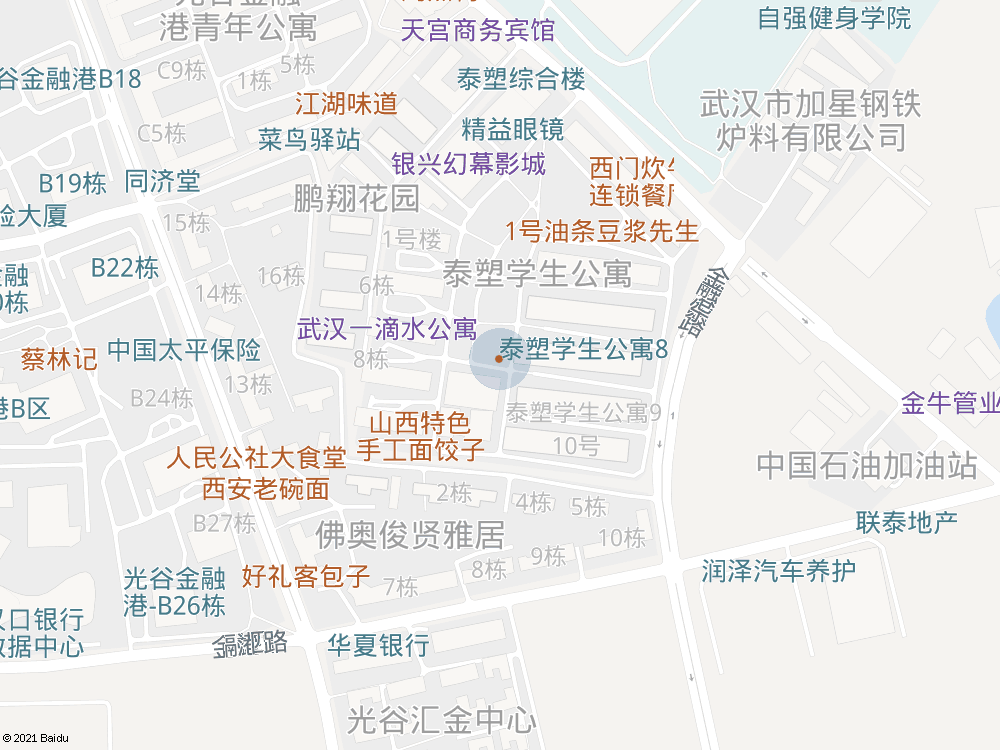 港青年公寓
天宫商务宾馆
自强健身学院
C9栋
5栋
1栋
光谷金融港B18
泰塑综合楼
江湖味道
武汉市加星钢铁
炉料有限公司
C5栋
菜鸟驿站
精益眼镜
银兴幻幕影城
西门炊牛
连锁餐厅
B19栋
同济堂
鹏翔花园
险大厦
15栋
1号楼
1号油条豆浆先生
B22栋
16栋
6栋
泰塑学生公寓
金融
14栋
金融港路
武汉一滴水公寓
蔡林记
中国太平保险
8栋
泰塑学生公寓8
13栋
B24栋
港B区
金牛管业
山西特色
手工面饺子
泰塑学生公寓9
10号
人民公社大食堂
西安老碗面
中国石油加油站
2栋
4栋
5栋
B27栋
佛奥俊贤雅居
10栋
联泰地产
9栋
8栋
光谷金融
港-B26栋
好礼客包子
7栋
润泽汽车养护
汉口银行
数据中心
华夏银行
光谷汇金中心
© 2021 Baidu